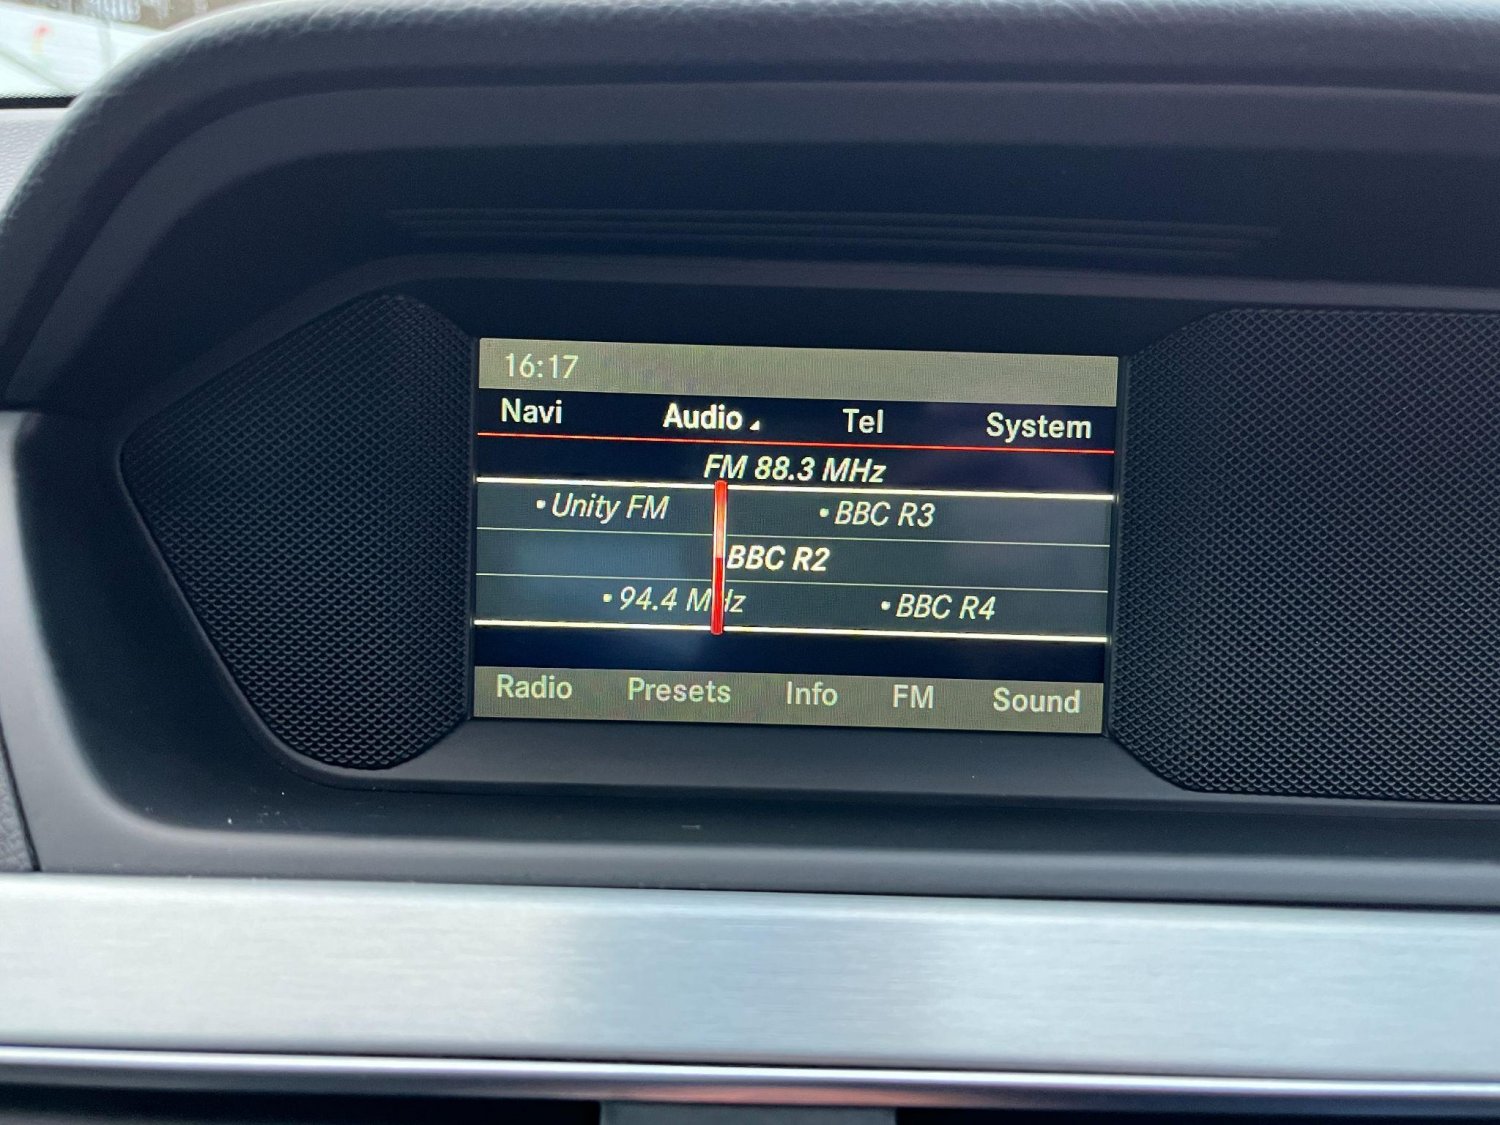 16:17
Navi Audio Tel System
FM 88.3 MHz
•Unity FM •BBC R3
BBC R2
•94.4 MHz •BBC R4
Radio Presets Info FM Sound